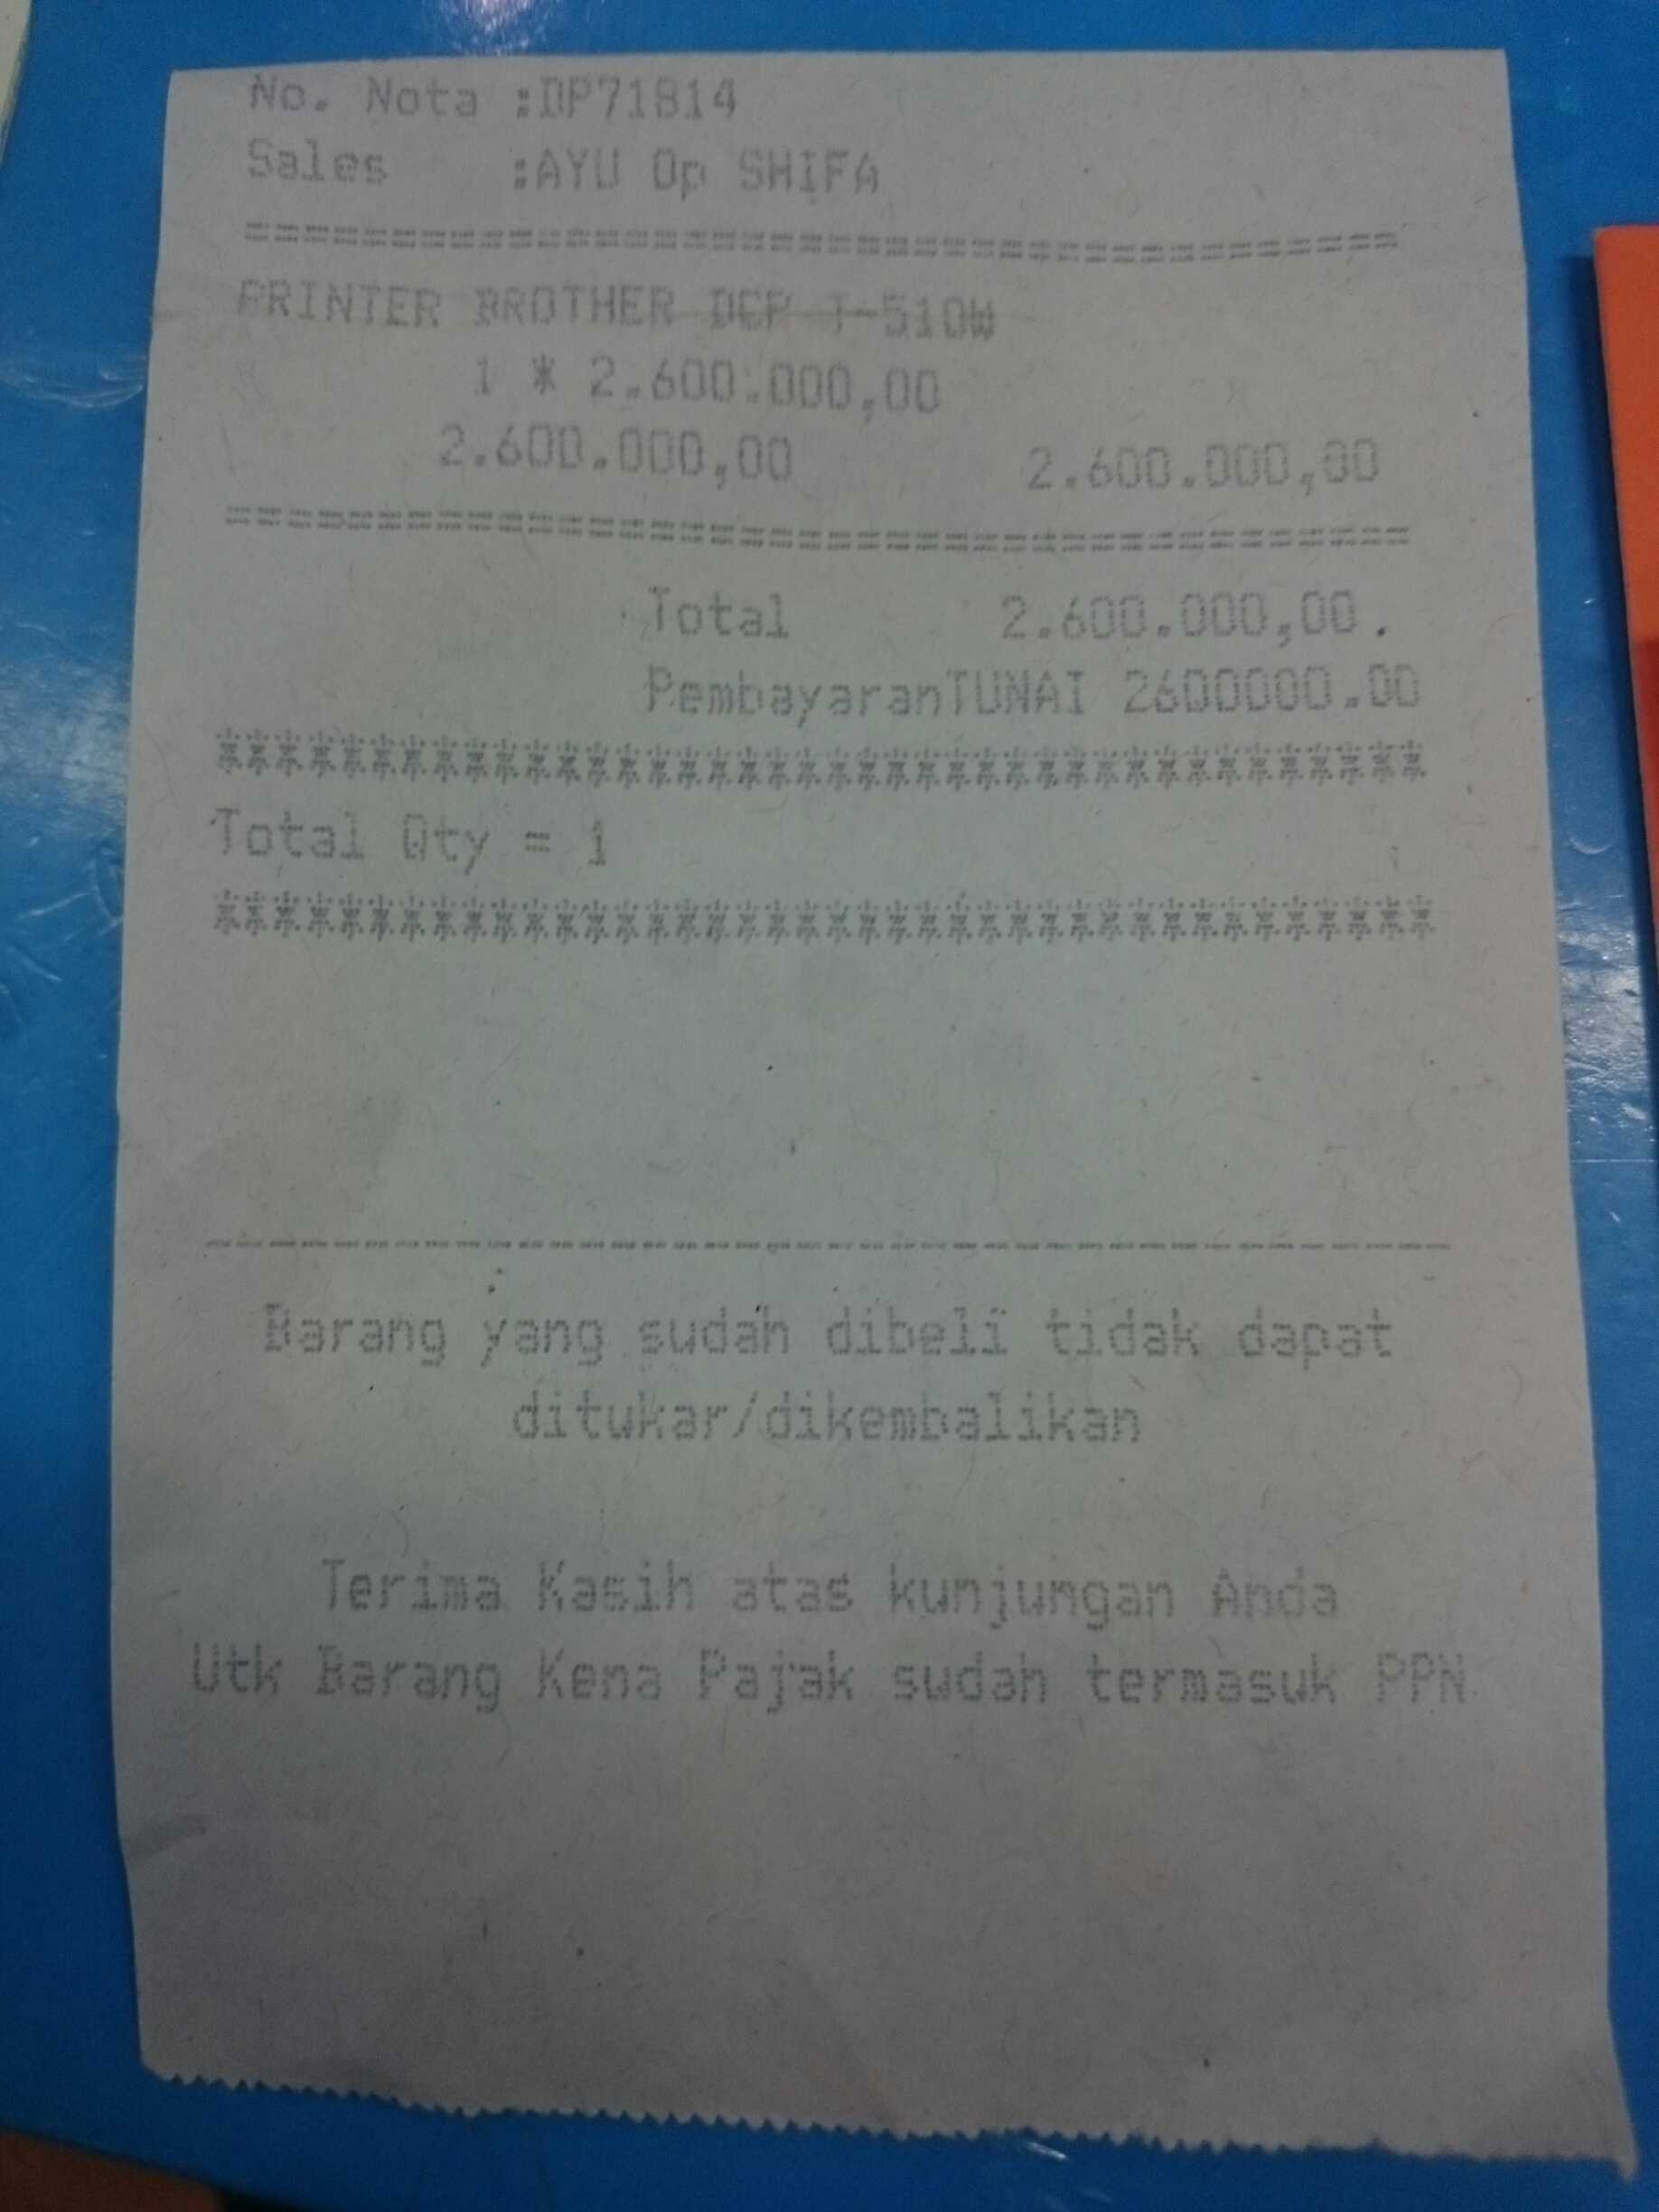 No. Nota :DP71814
Sales :AYU Op SHIFA
=======================================
PRINTER BROTHER DCP T-510W
1 * 2.600.000,00
2.600.000,00 2.600.000,00
=======================================
Total 2.600.000,00.
PembayaranTUNAI 2600000.00
****************************************
Total Qty = 1
****************************************
----------------------------------------
Barang yang sudah dibeli tidak dapat
ditukar/dikembalikan
Terima Kasih atas kunjungan Anda
Utk Barang Kena Pajak sudah termasuk PPN